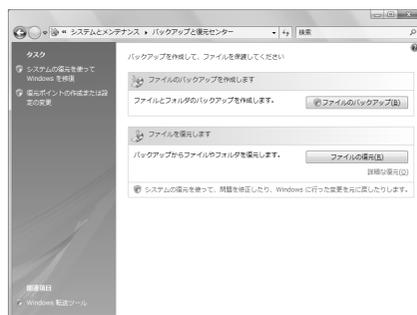 « システムとメンテナンス ▸ バックアップと復元センター
検索
タスク
システムの復元を使って
Windows を修復
復元ポイントの作成または設
定の変更
バックアップを作成して、ファイルを保護してください
ファイルのバックアップを作成します
ファイルとフォルダのバックアップを作成します。
ファイルのバックアップ(B)
ファイルを復元します
バックアップからファイルやフォルダを復元します。
ファイルの復元(R)
詳細な復元(O)
システムの復元を使って、問題を修正したり、Windows に行った変更を元に戻したりします。
関連項目
Windows 転送ツール